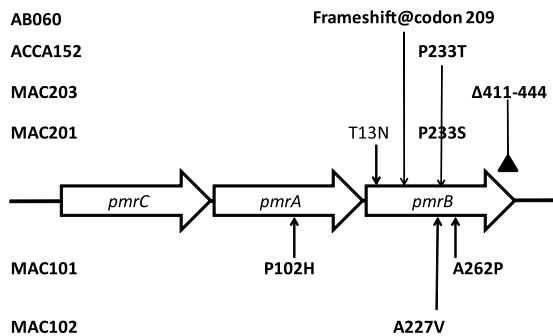 AB060 Frameshift@codon 209
ACCA152 P233T
MAC203 Δ411-444
MAC201 T13N P233S
pmrC pmrA pmrB
MAC101 P102H A262P
MAC102 A227V